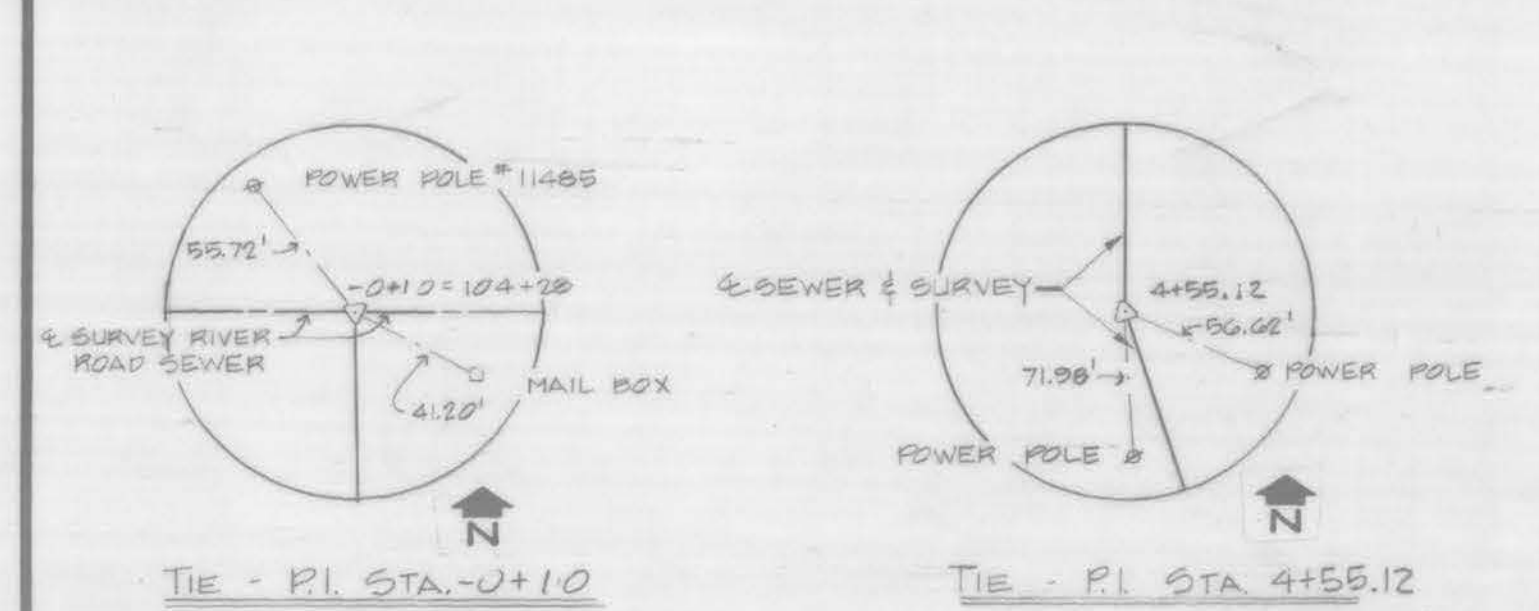 POWER POLE #11485
55.72'
-0+10=104+28
℄ SURVEY RIVER
ROAD SEWER
MAIL BOX
41.20'
N
TIE - P.I. STA. -0+10
℄ SEWER & SURVEY
4+55.12
56.62'
71.98'
POWER POLE
POWER POLE
N
TIE - P.I. STA. 4+55.12